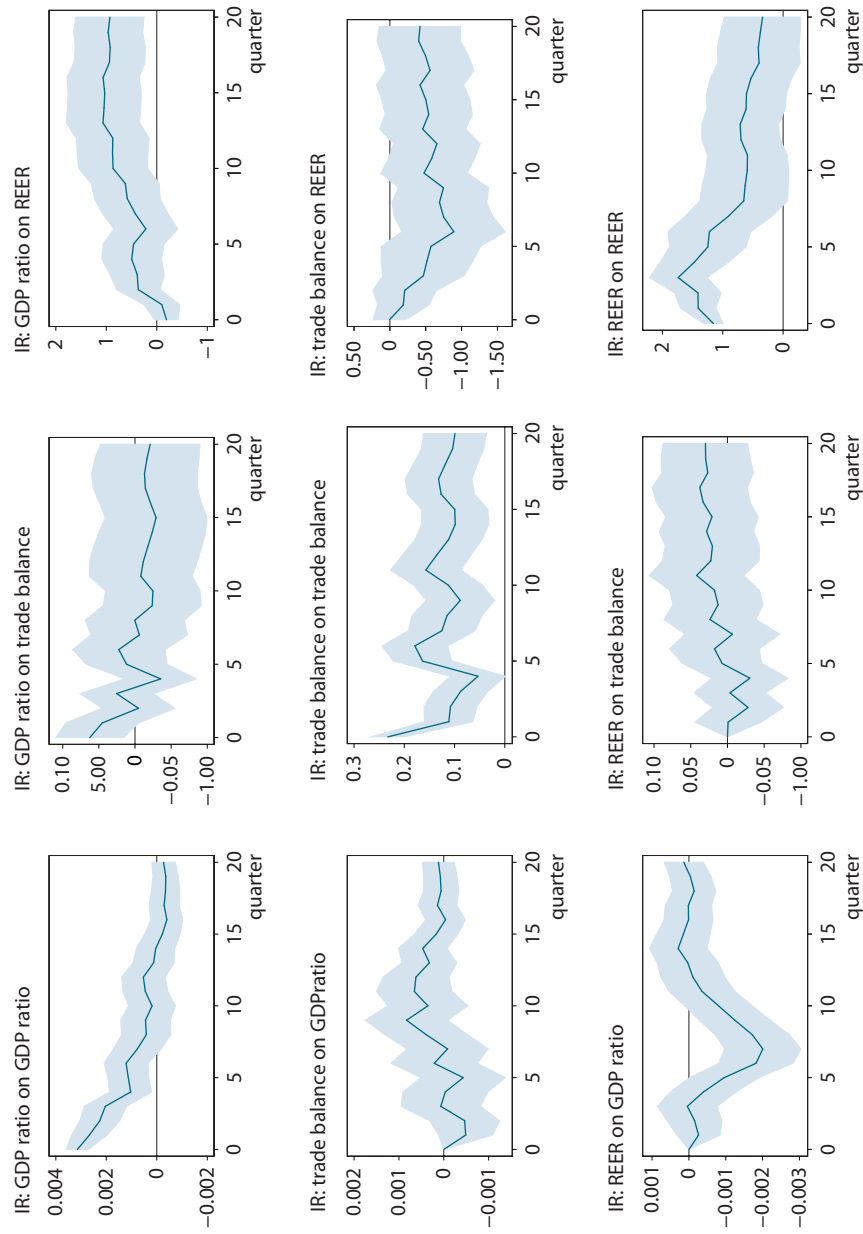 IR: GDP ratio on GDP ratio
0.004
0.002
0
−0.002
0 5 10 15 20
quarter
IR: GDP ratio on trade balance
0.10
5.00
0
−0.05
−1.00
0 5 10 15 20
quarter
IR: GDP ratio on REER
2
1
0
−1
0 5 10 15 20
quarter
IR: trade balance on GDPratio
0.002
0.001
0
−0.001
0 5 10 15 20
quarter
IR: trade balance on trade balance
0.3
0.2
0.1
0
0 5 10 15 20
quarter
IR: trade balance on REER
0.50
0
−0.50
−1.00
−1.50
0 5 10 15 20
quarter
IR: REER on GDP ratio
0.001
0
−0.001
−0.002
−0.003
0 5 10 15 20
quarter
IR: REER on trade balance
0.10
0.05
0
−0.05
−1.00
0 5 10 15 20
quarter
IR: REER on REER
2
1
0
0 5 10 15 20
quarter